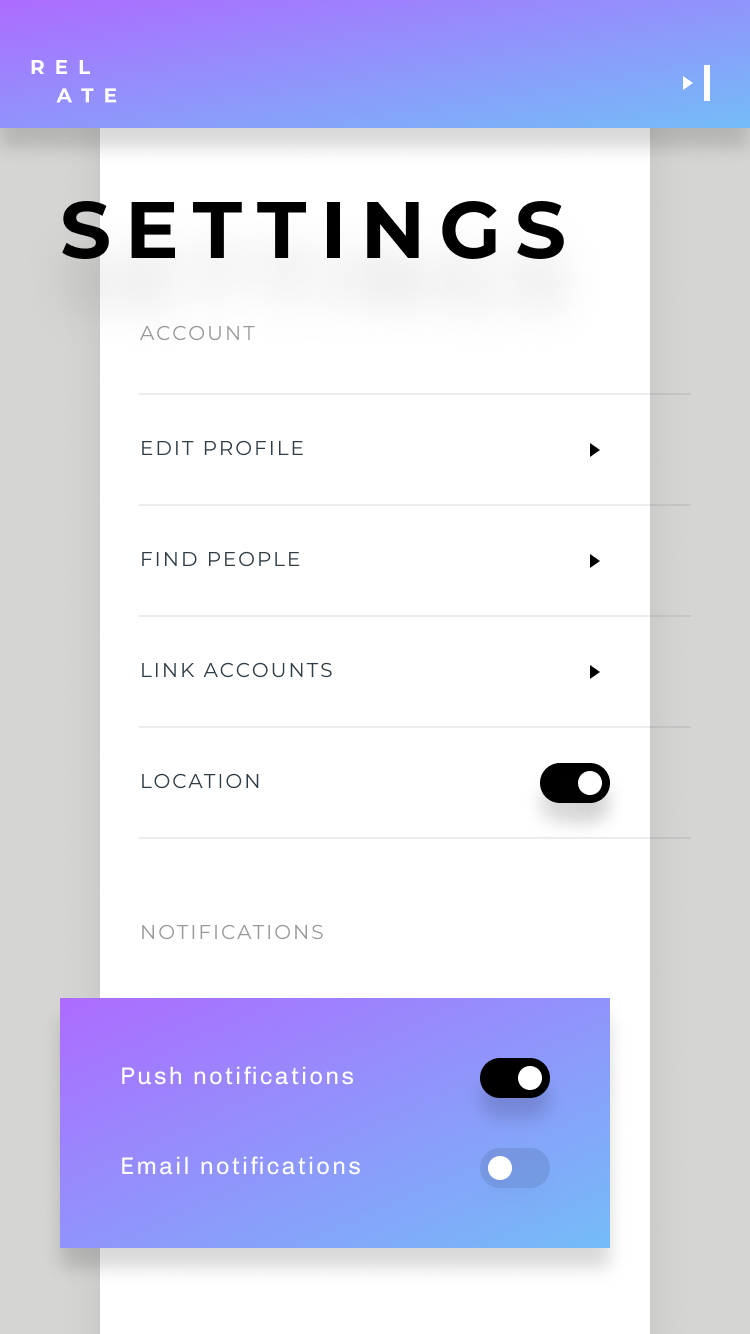 REL
ATE
SETTINGS
ACCOUNT
EDIT PROFILE
FIND PEOPLE
LINK ACCOUNTS
LOCATION
NOTIFICATIONS
Push notifications
Email notifications